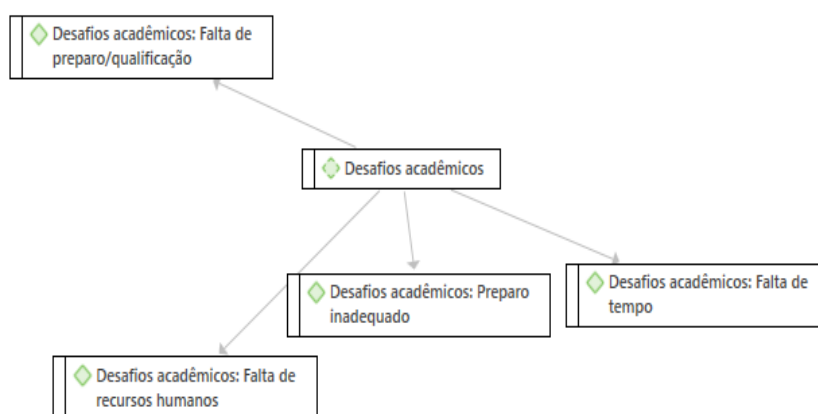 Desafios acadêmicos: Falta de
preparo/qualificação
Desafios acadêmicos
Desafios acadêmicos: Preparo
inadequado
Desafios acadêmicos: Falta de
tempo
Desafios acadêmicos: Falta de
recursos humanos